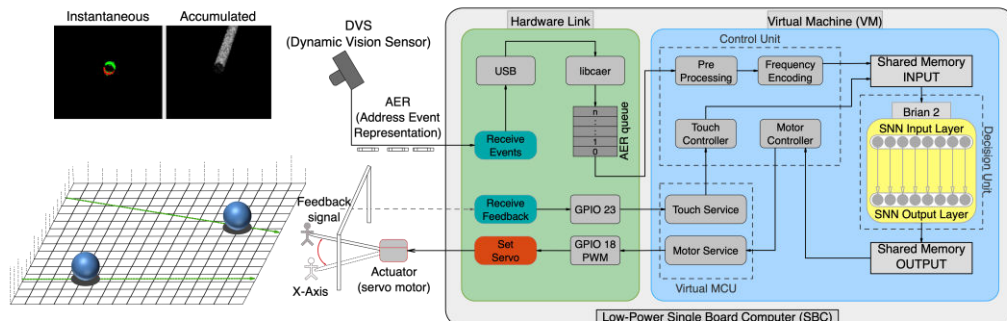 Instantaneous
Accumulated
DVS
(Dynamic Vision Sensor)
AER
(Address Event
Representation)
Feedback
signal
X-Axis
Actuator
(servo motor)
Hardware Link
USB
libcaer
Receive
Events
n
:
:
1
0
AER queue
Receive
Feedback
GPIO 23
Set
Servo
GPIO 18
PWM
Virtual Machine (VM)
Control Unit
Pre
Processing
Frequency
Encoding
Touch
Controller
Motor
Controller
Shared Memory
INPUT
Brian 2
SNN Input Layer
SNN Output Layer
Decision Unit
Shared Memory
OUTPUT
Touch Service
Motor Service
Virtual MCU
Low-Power Single Board Computer (SBC)